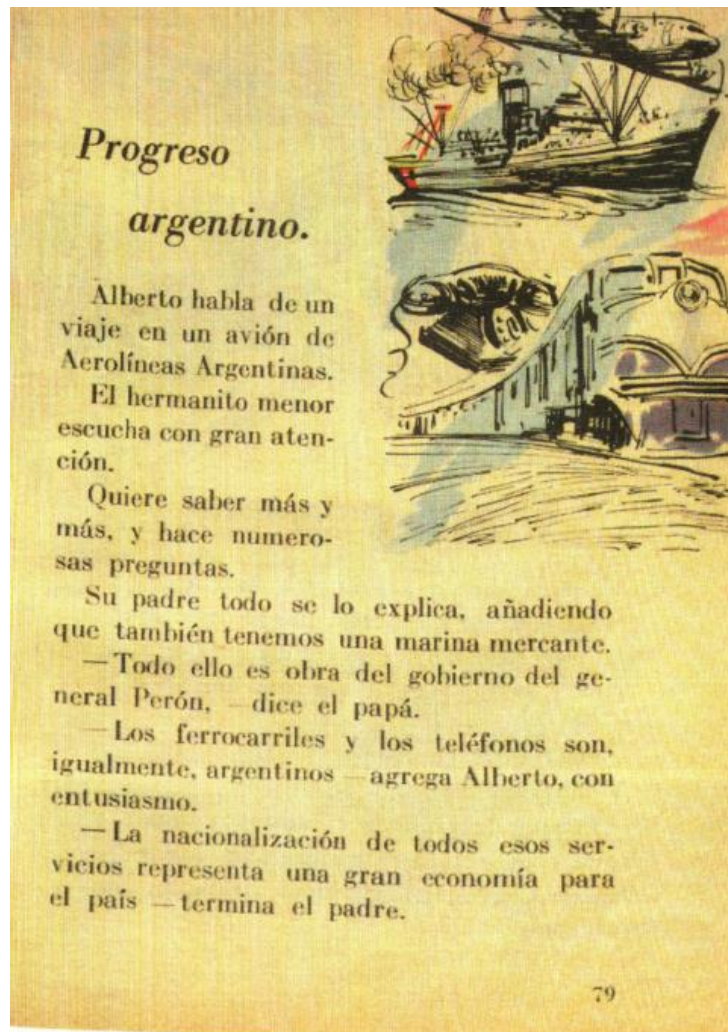 Progreso
argentino.
Alberto habla de un
viaje en un avión de
Aerolíneas Argentinas.
El hermanito menor
escucha con gran aten-
ción.
Quiere saber más y
más, y hace numero-
sas preguntas.
Su padre todo se lo explica, añadiendo
que también tenemos una marina mercante.
—Todo ello es obra del gobierno del ge-
neral Perón, —dice el papá.
—Los ferrocarriles y los teléfonos son,
igualmente, argentinos —agrega Alberto, con
entusiasmo.
—La nacionalización de todos esos ser-
vicios representa una gran economía para
el país —termina el padre.
79